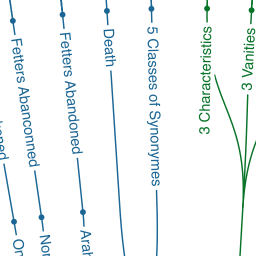 Fetters Abanconned
Fetters Abandoned
Death
5 Classes of Synonymes
3 Characteristics
3 Vanities